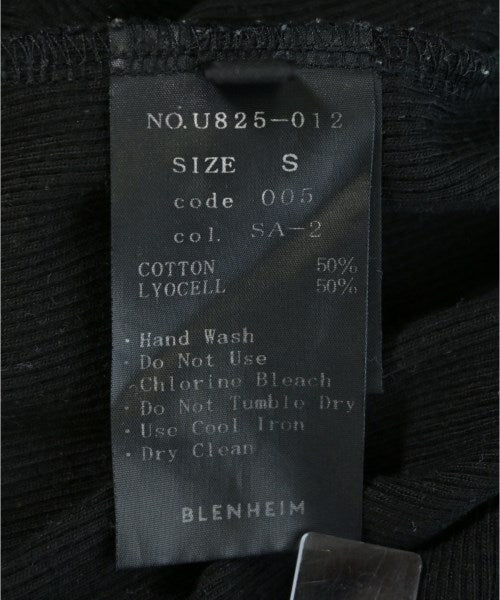 NO.U825-012
SIZE S
code 005
col. SA-2
COTTON 50%
LYOCELL 50%
· Hand Wash
· Do Not Use
Chlorine Bleach
· Do Not Tumble Dry
· Use Cool Iron
· Dry Clean
BLENHEIM